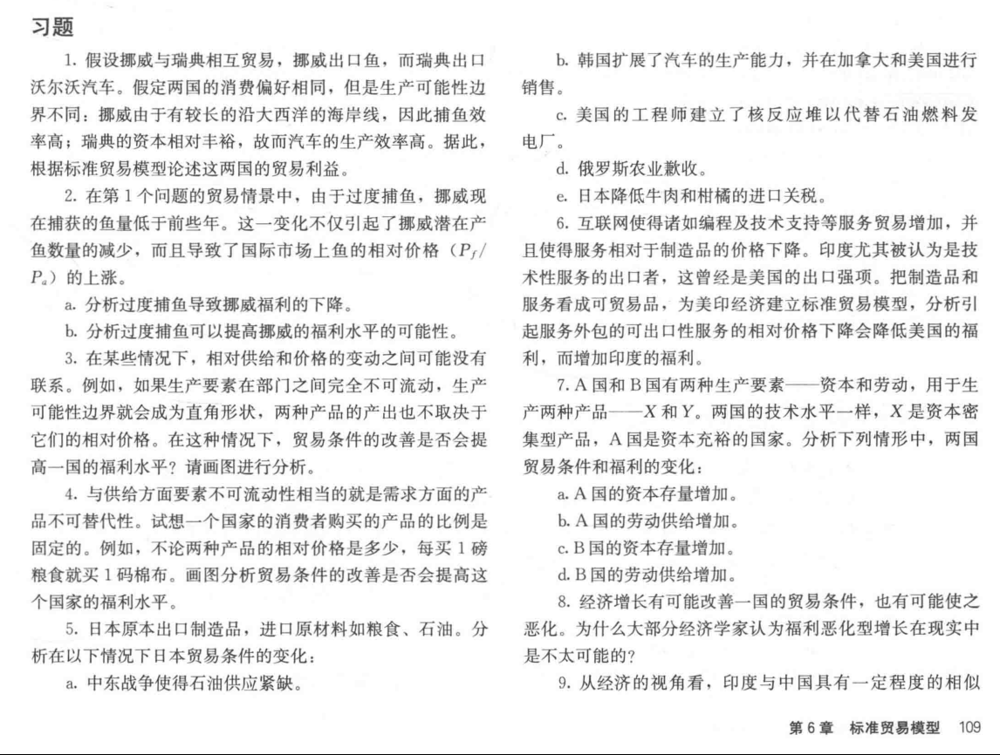 习题
1. 假设挪威与瑞典相互贸易，挪威出口鱼，而瑞典出口
沃尔沃汽车。假定两国的消费偏好相同，但是生产可能性边
界不同：挪威由于有较长的沿大西洋的海岸线，因此捕鱼效
率高；瑞典的资本相对丰裕，故而汽车的生产效率高。据此，
根据标准贸易模型论述这两国的贸易利益。
2. 在第 1 个问题的贸易情景中，由于过度捕鱼，挪威现
在捕获的鱼量低于前些年。这一变化不仅引起了挪威潜在产
鱼数量的减少，而且导致了国际市场上鱼的相对价格（P_f/
P_a）的上涨。
a. 分析过度捕鱼导致挪威福利的下降。
b. 分析过度捕鱼可以提高挪威的福利水平的可能性。
3. 在某些情况下，相对供给和价格的变动之间可能没有
联系。例如，如果生产要素在部门之间完全不可流动，生产
可能性边界就会成为直角形状，两种产品的产出也不取决于
它们的相对价格。在这种情况下，贸易条件的改善是否会提
高一国的福利水平？请画图进行分析。
4. 与供给方面要素不可流动性相当的就是需求方面的产
品不可替代性。试想一个国家的消费者购买的产品的比例是
固定的。例如，不论两种产品的相对价格是多少，每买 1 磅
粮食就买 1 码棉布。画图分析贸易条件的改善是否会提高这
个国家的福利水平。
5. 日本原本出口制造品，进口原材料如粮食、石油。分
析在以下情况下日本贸易条件的变化：
a. 中东战争使得石油供应紧缺。
b. 韩国扩展了汽车的生产能力，并在加拿大和美国进行
销售。
c. 美国的工程师建立了核反应堆以代替石油燃料发
电厂。
d. 俄罗斯农业歉收。
e. 日本降低牛肉和柑橘的进口关税。
6. 互联网使得诸如编程及技术支持等服务贸易增加，并
且使得服务相对于制造品的价格下降。印度尤其被认为是技
术性服务的出口者，这曾经是美国的出口强项。把制造品和
服务看成可贸易品，为美印经济建立标准贸易模型，分析引
起服务外包的可出口性服务的相对价格下降会降低美国的福
利，而增加印度的福利。
7. A 国和 B 国有两种生产要素——资本和劳动，用于生
产两种产品——X 和 Y。两国的技术水平一样，X 是资本密
集型产品，A 国是资本充裕的国家。分析下列情形中，两国
贸易条件和福利的变化：
a. A 国的资本存量增加。
b. A 国的劳动供给增加。
c. B 国的资本存量增加。
d. B 国的劳动供给增加。
8. 经济增长有可能改善一国的贸易条件，也有可能使之
恶化。为什么大部分经济学家认为福利恶化型增长在现实中
是不太可能的？
9. 从经济的视角看，印度与中国具有一定程度的相似
第 6 章 标准贸易模型 109